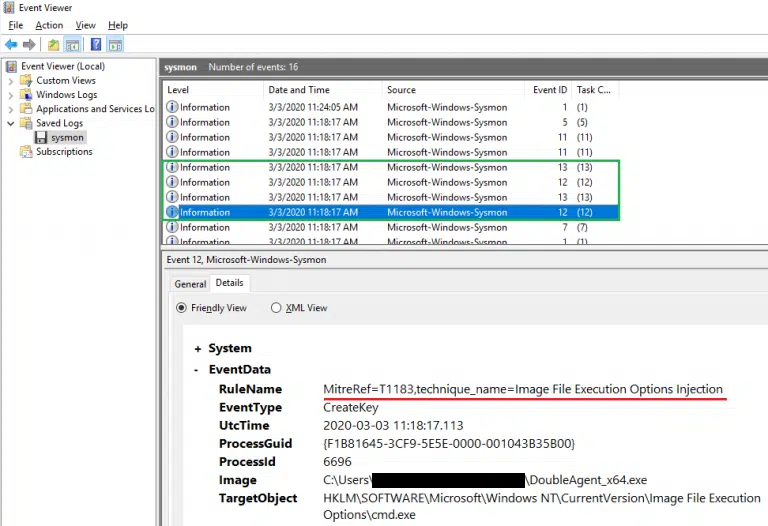 Event Viewer
File Action View Help
Event Viewer (Local)
Custom Views
Windows Logs
Applications and Services Lo
Saved Logs
sysmon
Subscriptions
sysmon Number of events: 16
Level Date and Time Source Event ID Task C...
Information 3/3/2020 11:24:05 AM Microsoft-Windows-Sysmon 1 (1)
Information 3/3/2020 11:18:17 AM Microsoft-Windows-Sysmon 5 (5)
Information 3/3/2020 11:18:17 AM Microsoft-Windows-Sysmon 11 (11)
Information 3/3/2020 11:18:17 AM Microsoft-Windows-Sysmon 11 (11)
Information 3/3/2020 11:18:17 AM Microsoft-Windows-Sysmon 13 (13)
Information 3/3/2020 11:18:17 AM Microsoft-Windows-Sysmon 12 (12)
Information 3/3/2020 11:18:17 AM Microsoft-Windows-Sysmon 13 (13)
Information 3/3/2020 11:18:17 AM Microsoft-Windows-Sysmon 12 (12)
Information 3/3/2020 11:18:17 AM Microsoft-Windows-Sysmon 7 (7)
Information 3/3/2020 11:18:17 AM Microsoft-Windows-Sysmon 1 (1)
Event 12, Microsoft-Windows-Sysmon
General Details
Friendly View XML View
+ System
- EventData
RuleName MitreRef=T1183,technique_name=Image File Execution Options Injection
EventType CreateKey
UtcTime 2020-03-03 11:18:17.113
ProcessGuid {F1B81645-3CF9-5E5E-0000-001043B35B00}
ProcessId 6696
Image C:\Users\ \DoubleAgent_x64.exe
TargetObject HKLM\SOFTWARE\Microsoft\Windows NT\CurrentVersion\Image File Execution
Options\cmd.exe